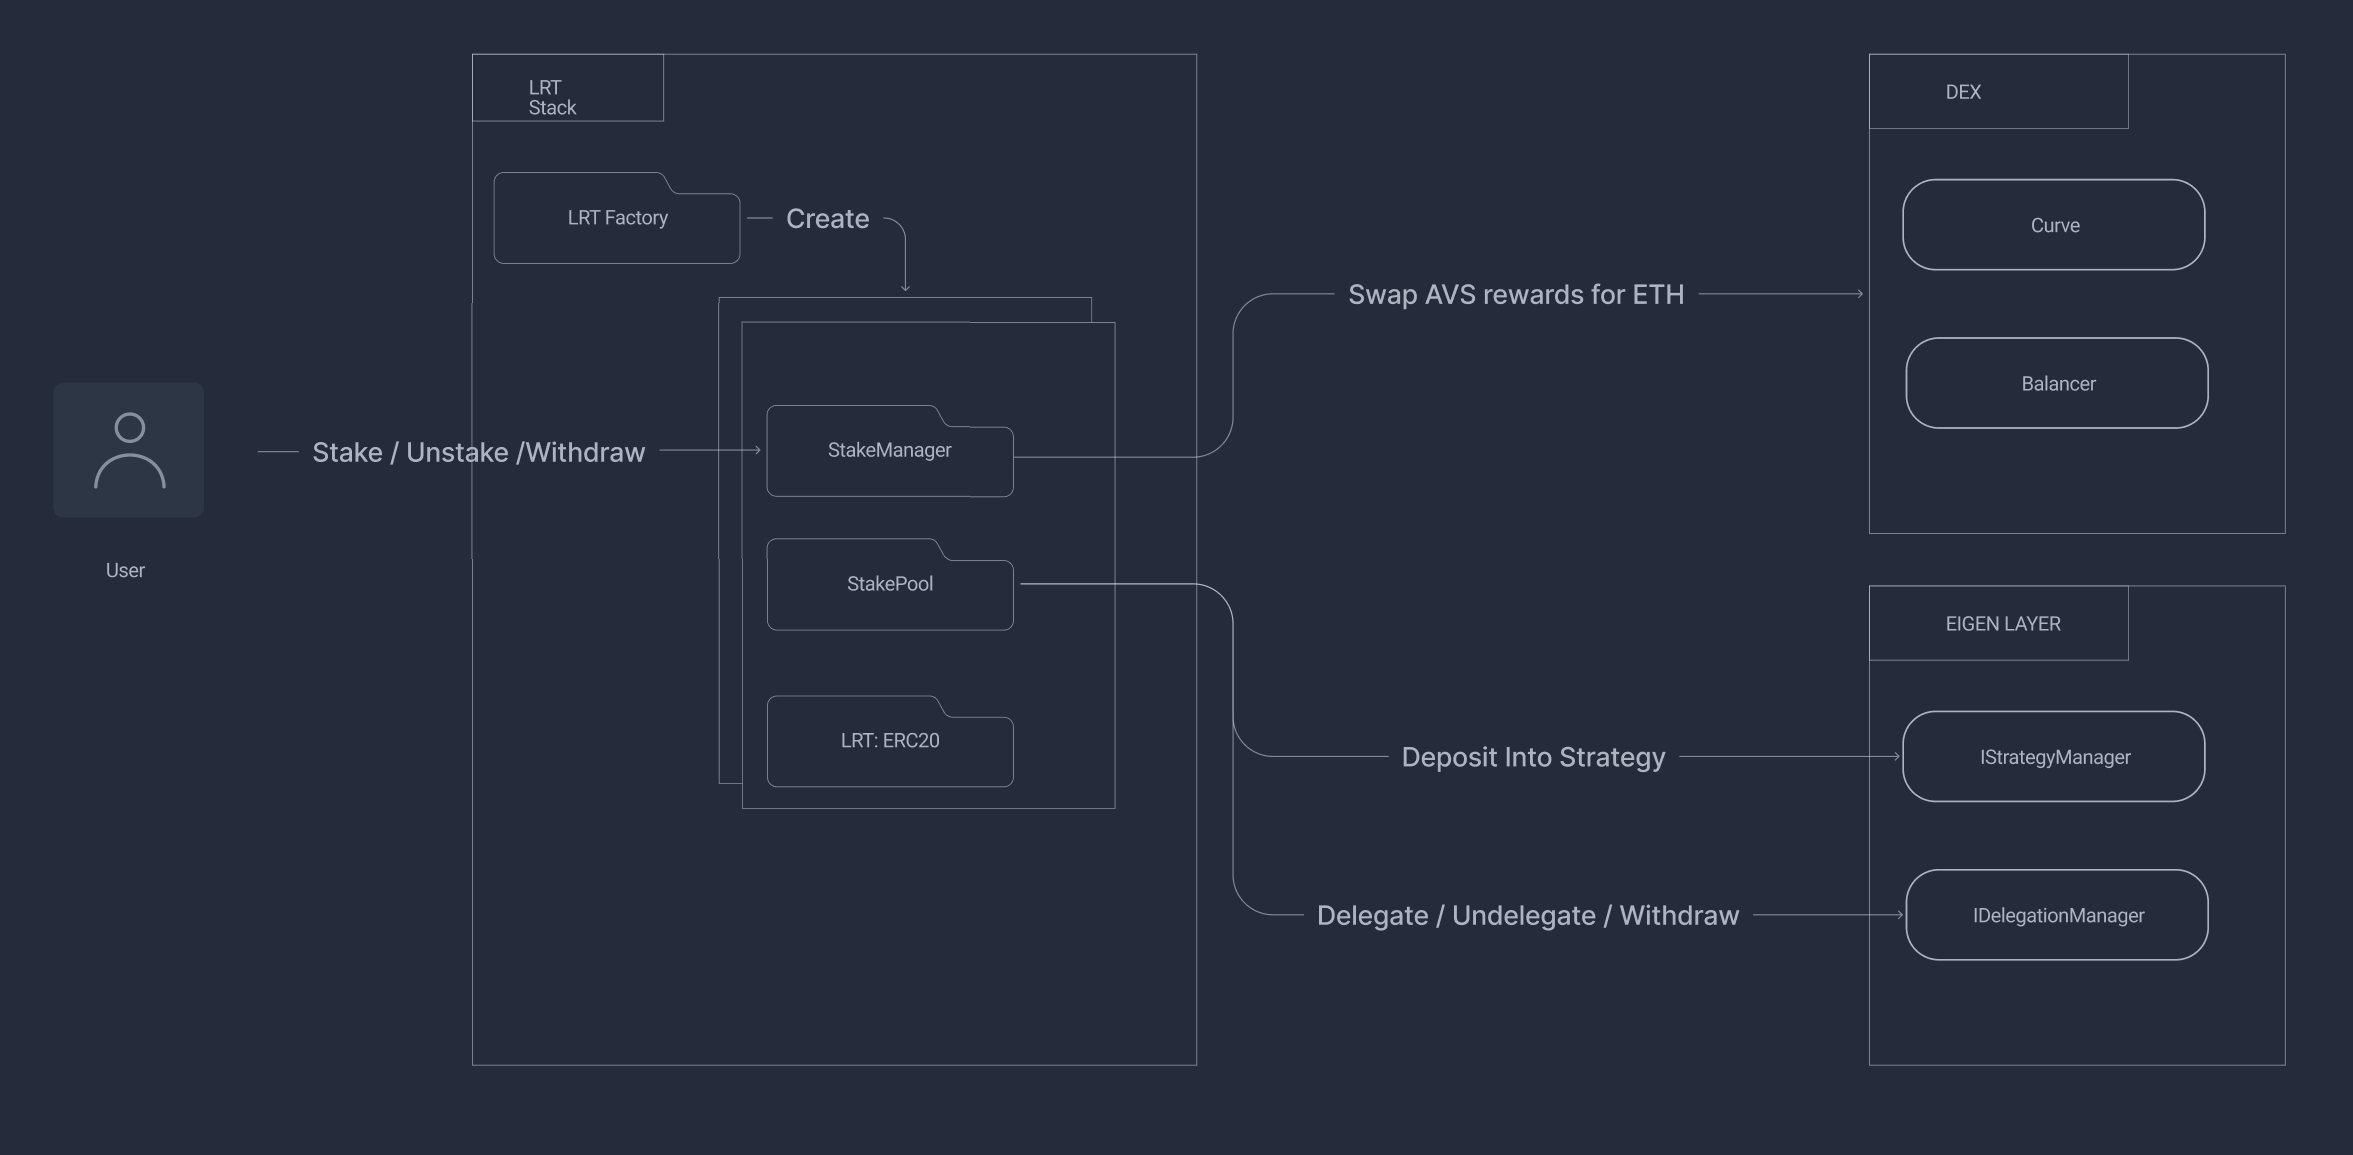 LRT
Stack
LRT Factory
Create
Stake / Unstake /Withdraw
User
StakeManager
StakePool
LRT: ERC20
Swap AVS rewards for ETH
Deposit Into Strategy
Delegate / Undelegate / Withdraw
DEX
Curve
Balancer
EIGEN LAYER
IStrategyManager
IDelegationManager